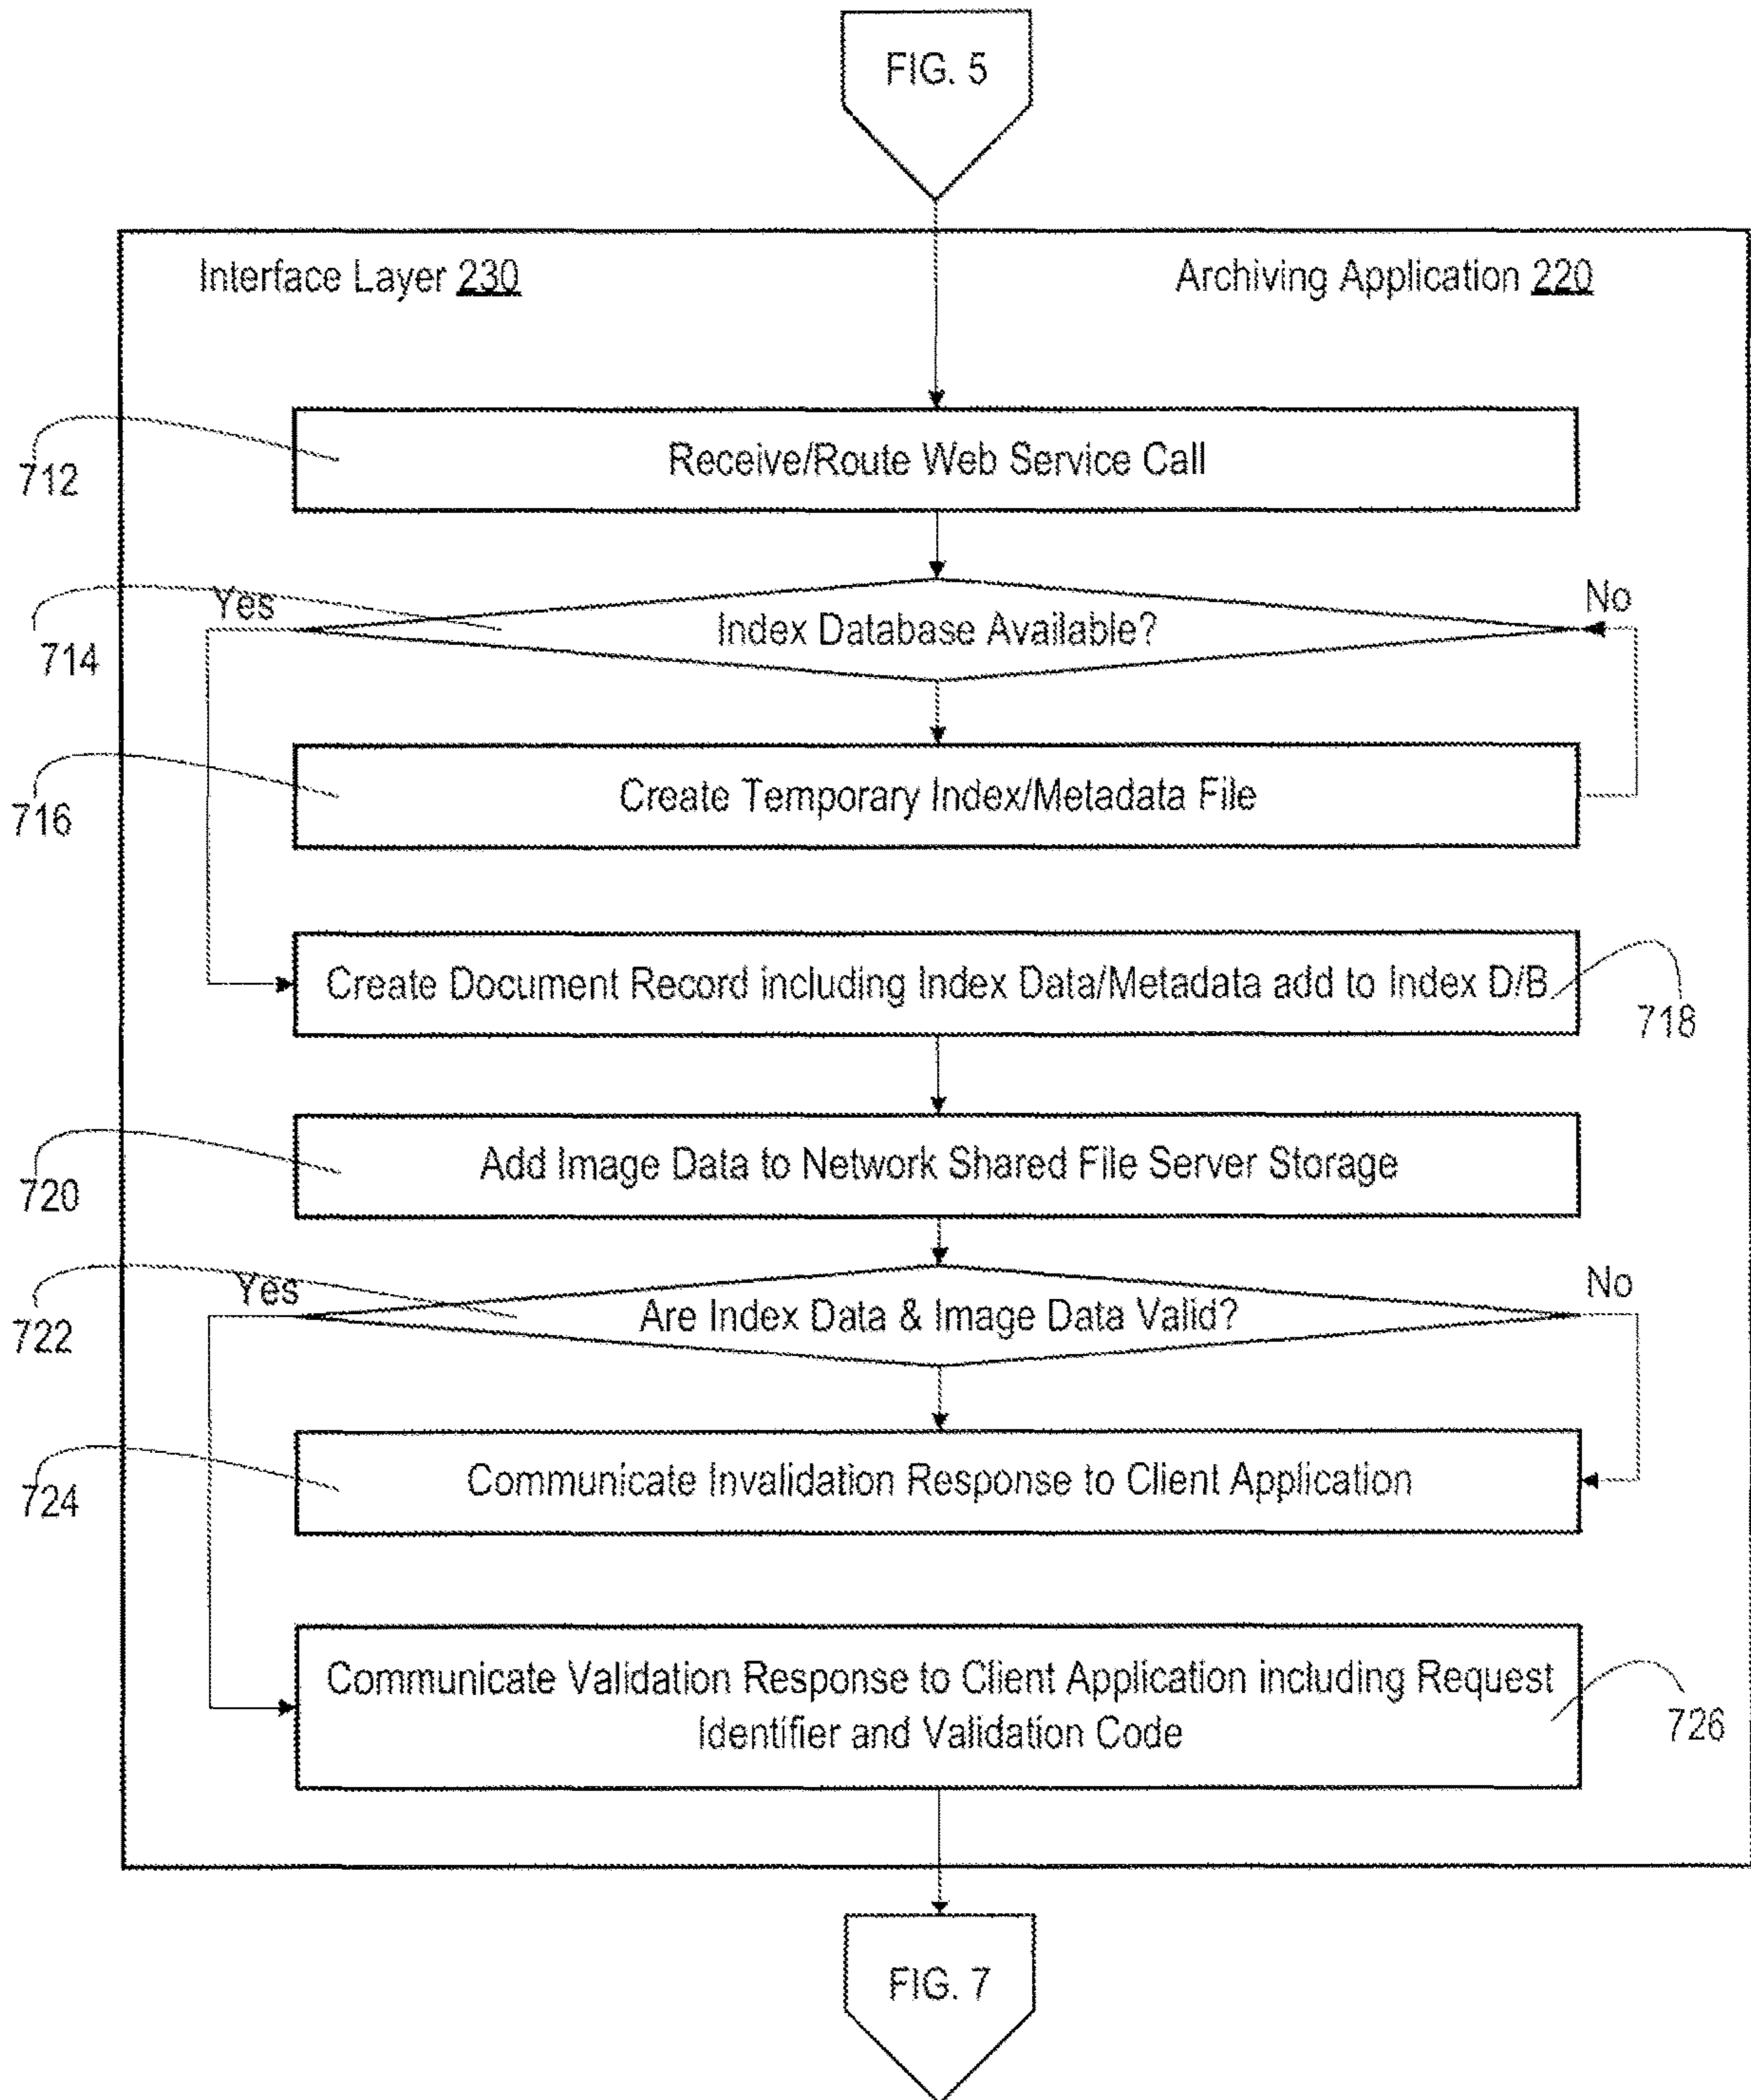 FIG. 5
Interface Layer 230
Archiving Application 220
Receive/Route Web Service Call
712
Yes
No
Index Database Available?
714
Create Temporary Index/Metadata File
716
Create Document Record including Index Data/Metadata add to Index D/B
718
Add Image Data to Network Shared File Server Storage
720
Yes
No
Are Index Data & Image Data Valid?
722
Communicate Invalidation Response to Client Application
724
Communicate Validation Response to Client Application including Request
Identifier and Validation Code
726
FIG. 7